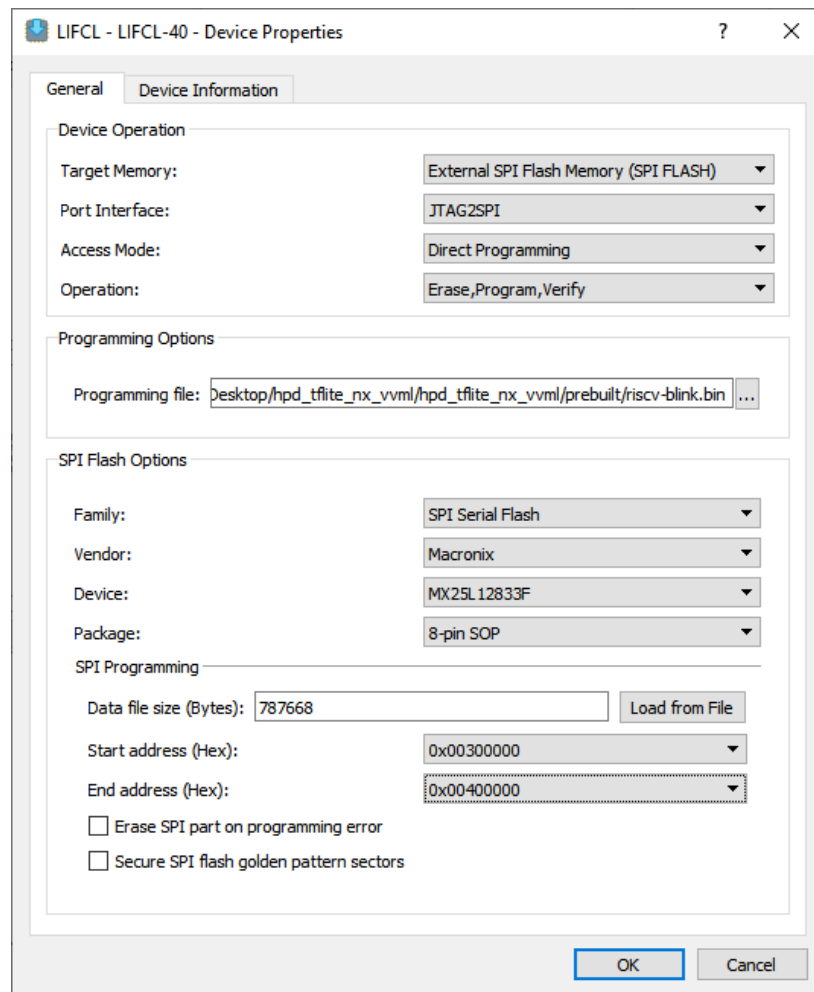 LIFCL - LIFCL-40 - Device Properties ?
General Device Information
Device Operation
Target Memory: External SPI Flash Memory (SPI FLASH)
Port Interface: JTAG2SPI
Access Mode: Direct Programming
Operation: Erase,Program,Verify
Programming Options
Programming file: Desktop/hpd_tflite_nx_vvml/hpd_tflite_nx_vvml/prebuilt/riscv-blink.bin ...
SPI Flash Options
Family: SPI Serial Flash
Vendor: Macronix
Device: MX25L12833F
Package: 8-pin SOP
SPI Programming
Data file size (Bytes): 787668 Load from File
Start address (Hex): 0x00300000
End address (Hex): 0x00400000
Erase SPI part on programming error
Secure SPI flash golden pattern sectors
OK Cancel